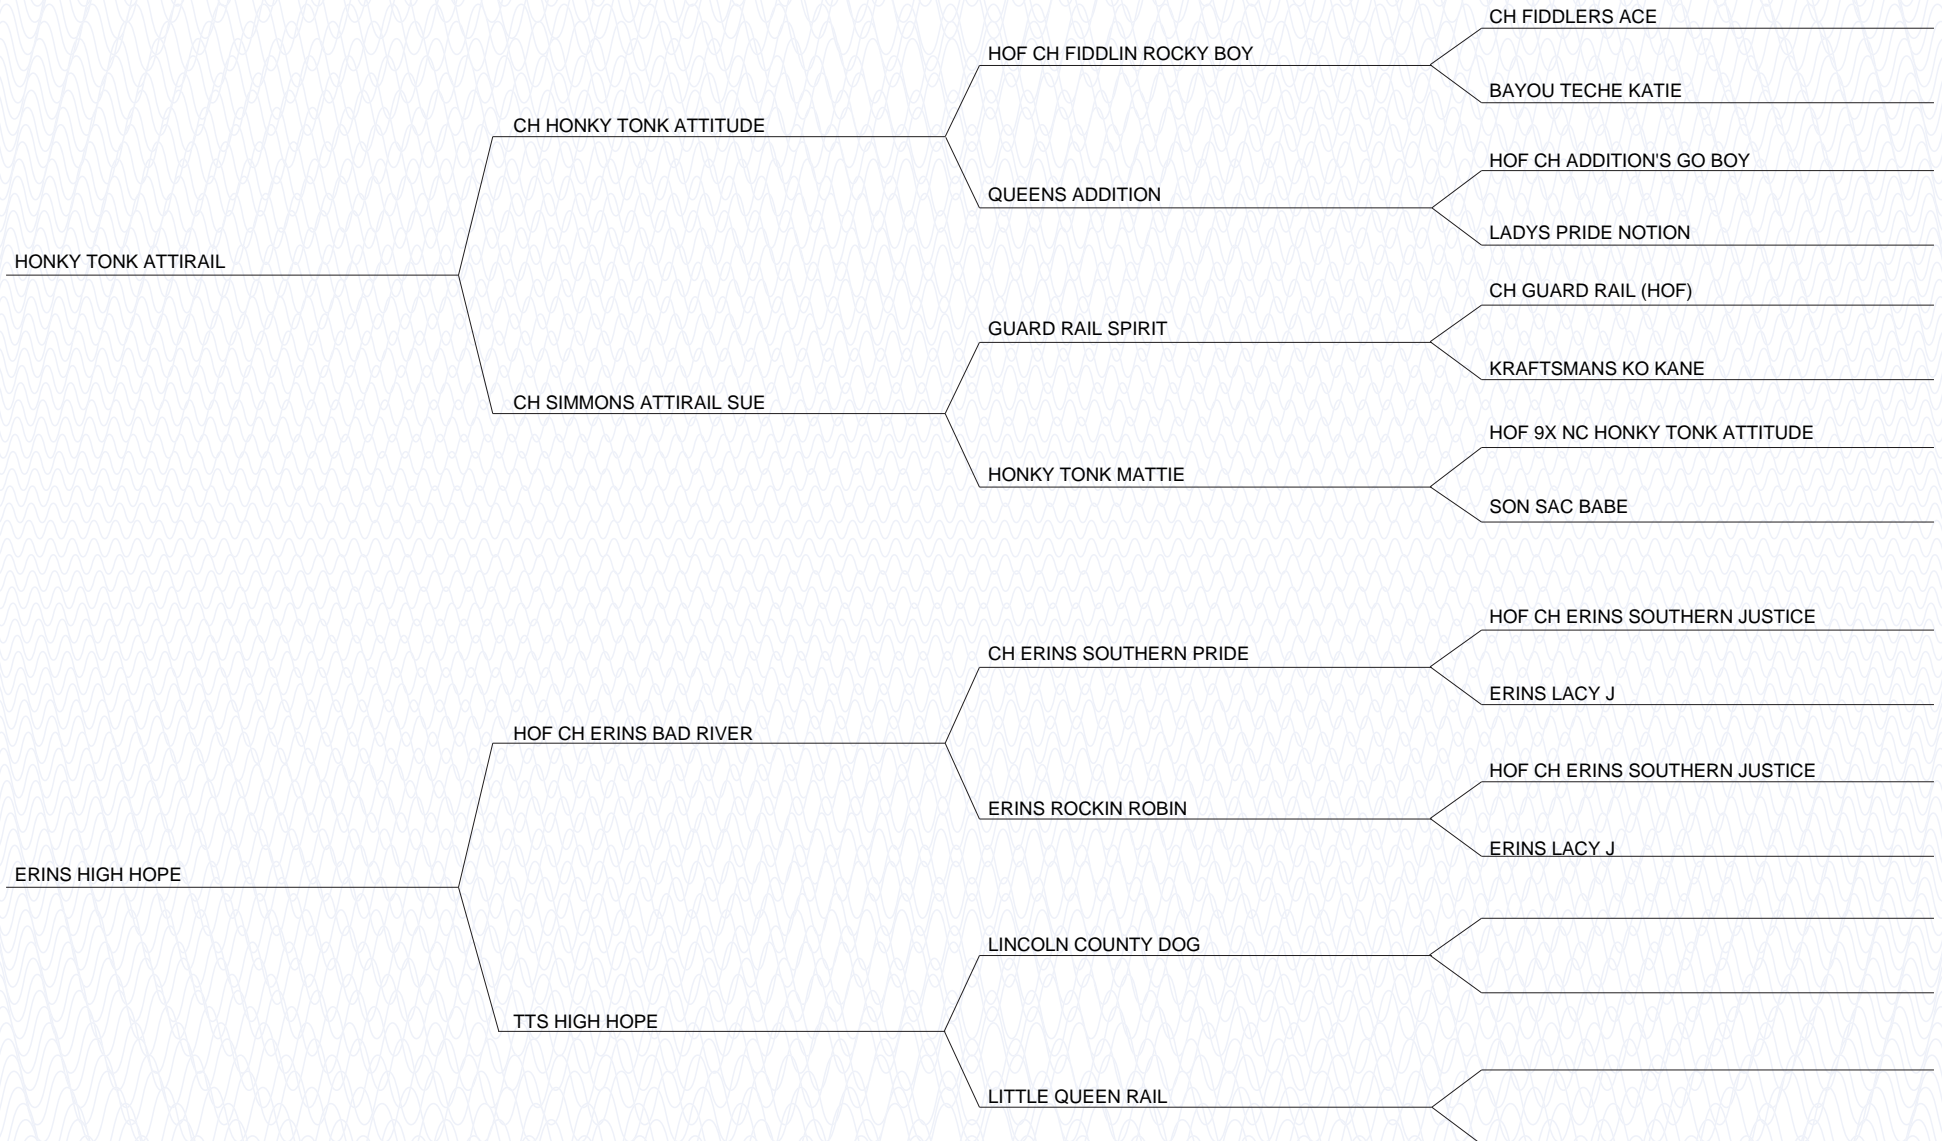 CH FIDDLERS ACE
HOF CH FIDDLIN ROCKY BOY
BAYOU TECHE KATIE
CH HONKY TONK ATTITUDE
HOF CH ADDITION'S GO BOY
QUEENS ADDITION
LADYS PRIDE NOTION
HONKY TONK ATTIRAIL
CH GUARD RAIL (HOF)
GUARD RAIL SPIRIT
KRAFTSMANS KO KANE
CH SIMMONS ATTIRAIL SUE
HOF 9X NC HONKY TONK ATTITUDE
HONKY TONK MATTIE
SON SAC BABE
HOF CH ERINS SOUTHERN JUSTICE
CH ERINS SOUTHERN PRIDE
ERINS LACY J
HOF CH ERINS BAD RIVER
HOF CH ERINS SOUTHERN JUSTICE
ERINS ROCKIN ROBIN
ERINS LACY J
ERINS HIGH HOPE
LINCOLN COUNTY DOG
TTS HIGH HOPE
LITTLE QUEEN RAIL